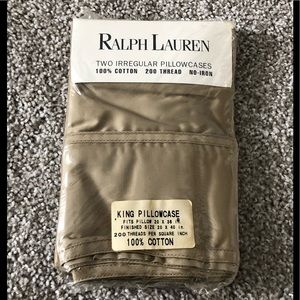 RALPH LAUREN
TWO IRREGULAR PILLOWCASES
100% COTTON 200 THREAD NO-IRON
KING PILLOWCASE
FITS PILLOW 20 X 36 in.
FINISHED SIZE 20 X 40 in.
200 THREADS PER SQUARE INCH
100% COTTON